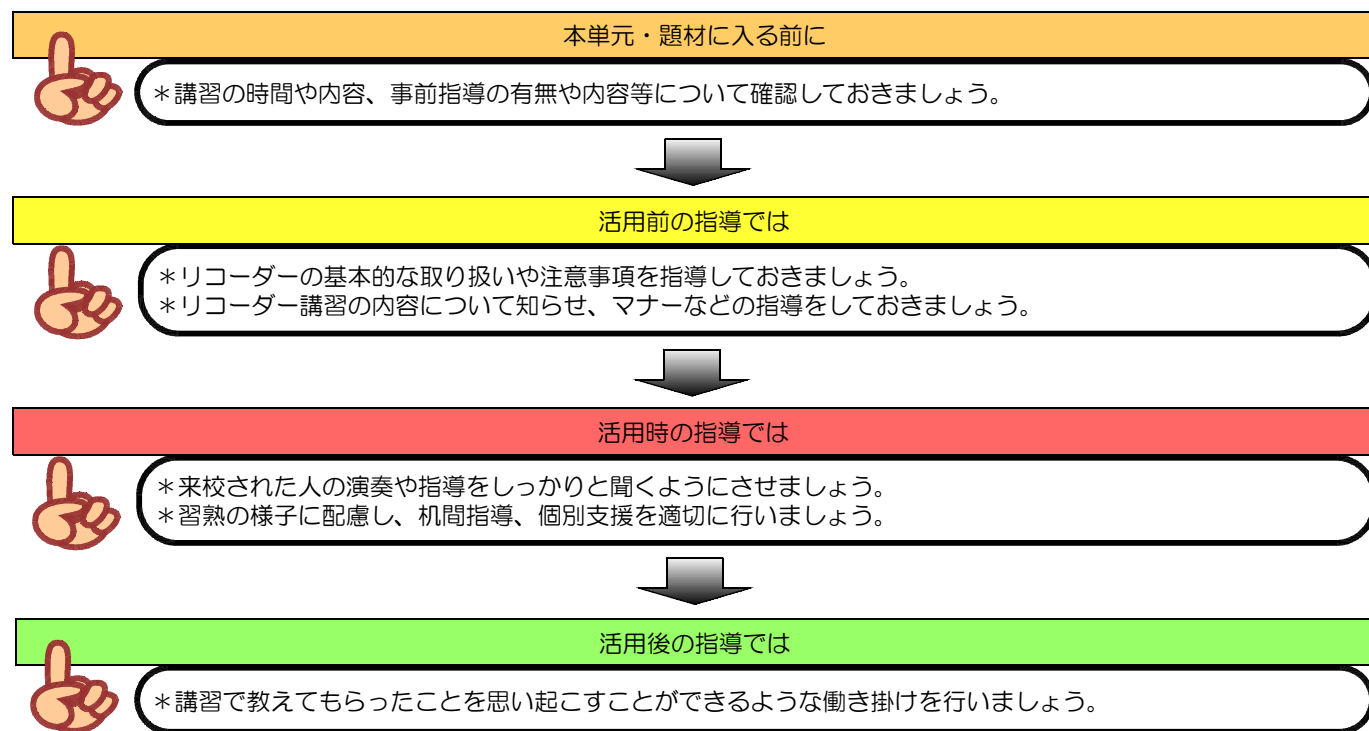 本単元・題材に入る前に
＊講習の時間や内容、事前指導の有無や内容等について確認しておきましょう。
活用前の指導では
＊リコーダーの基本的な取り扱いや注意事項を指導しておきましょう。
＊リコーダー講習の内容について知らせ、マナーなどの指導をしておきましょう。
活用時の指導では
＊来校された人の演奏や指導をしっかりと聞くようにさせましょう。
＊習熟の様子に配慮し、机間指導、個別支援を適切に行いましょう。
活用後の指導では
＊講習で教えてもらったことを思い起こすことができるような働き掛けを行いましょう。